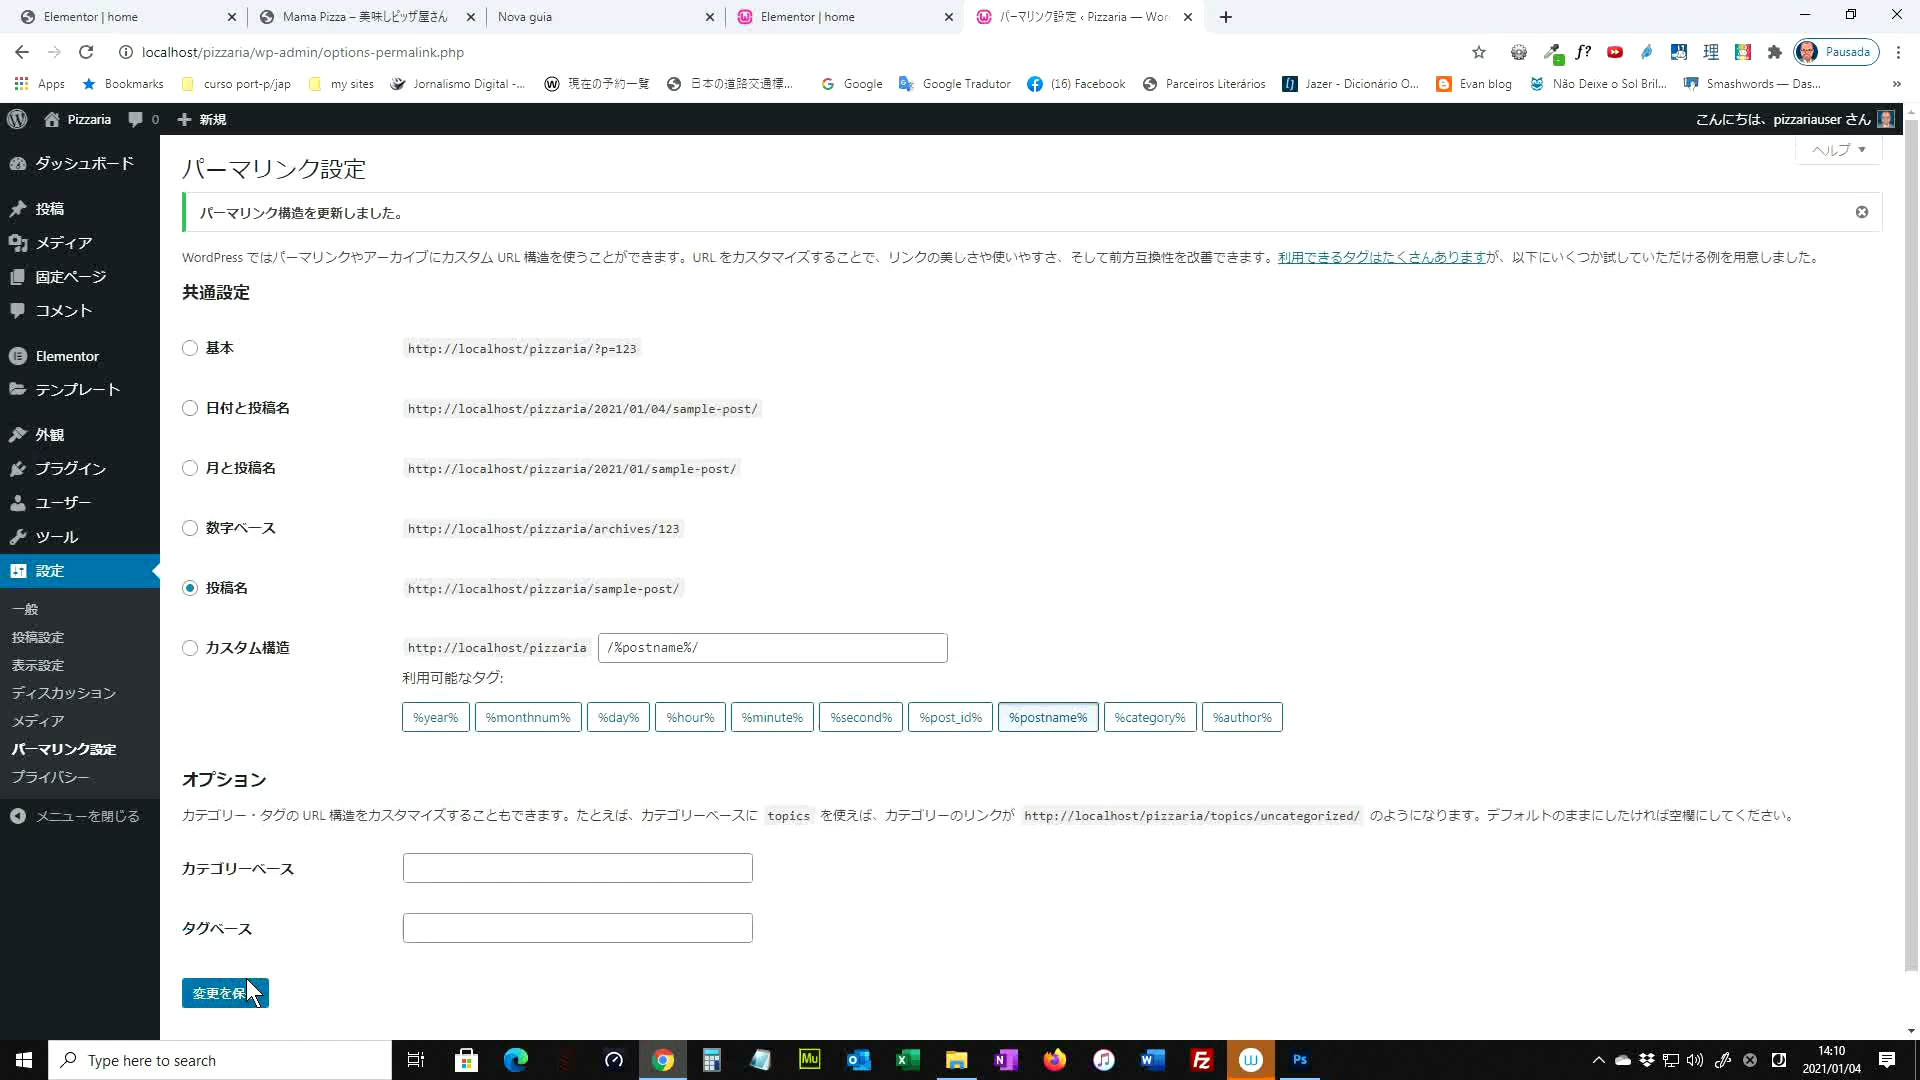 Elementor | home
Mama Pizza – 美味しピッザ屋さん
Nova guia
Elementor | home
パーマリンク設定 ‹ Pizzaria — Wor
localhost/pizzaria/wp-admin/options-permalink.php
f?
Pausada
Apps
Bookmarks
curso port-p/jap
my sites
Jornalismo Digital -...
現在の予約一覧
日本の道路交通標...
Google
Google Tradutor
(16) Facebook
Parceiros Literários
Jazer - Dicionário O...
Evan blog
Não Deixe o Sol Bril...
Smashwords — Das...
Pizzaria
0
新規
こんにちは、pizzariauser さん
ダッシュボード
投稿
メディア
固定ページ
コメント
Elementor
テンプレート
外観
プラグイン
ユーザー
ツール
設定
一般
投稿設定
表示設定
ディスカッション
メディア
パーマリンク設定
プライバシー
メニューを閉じる
ヘルプ
パーマリンク設定
パーマリンク構造を更新しました。
WordPress ではパーマリンクやアーカイブにカスタム URL 構造を使うことができます。URL をカスタマイズすることで、リンクの美しさや使いやすさ、そして前方互換性を改善できます。利用できるタグはたくさんありますが、以下にいくつか試していただける例を用意しました。
共通設定
基本 http://localhost/pizzaria/?p=123
日付と投稿名 http://localhost/pizzaria/2021/01/04/sample-post/
月と投稿名 http://localhost/pizzaria/2021/01/sample-post/
数字ベース http://localhost/pizzaria/archives/123
投稿名 http://localhost/pizzaria/sample-post/
カスタム構造 http://localhost/pizzaria /%postname%/
利用可能なタグ:
%year% %monthnum% %day% %hour% %minute% %second% %post_id% %postname% %category% %author%
オプション
カテゴリー・タグの URL 構造をカスタマイズすることもできます。たとえば、カテゴリーベースに topics を使えば、カテゴリーのリンクが http://localhost/pizzaria/topics/uncategorized/ のようになります。デフォルトのままにしたければ空欄にしてください。
カテゴリーベース
タグベース
変更を保
Type here to search
Mu
Ps
14:10
2021/01/04